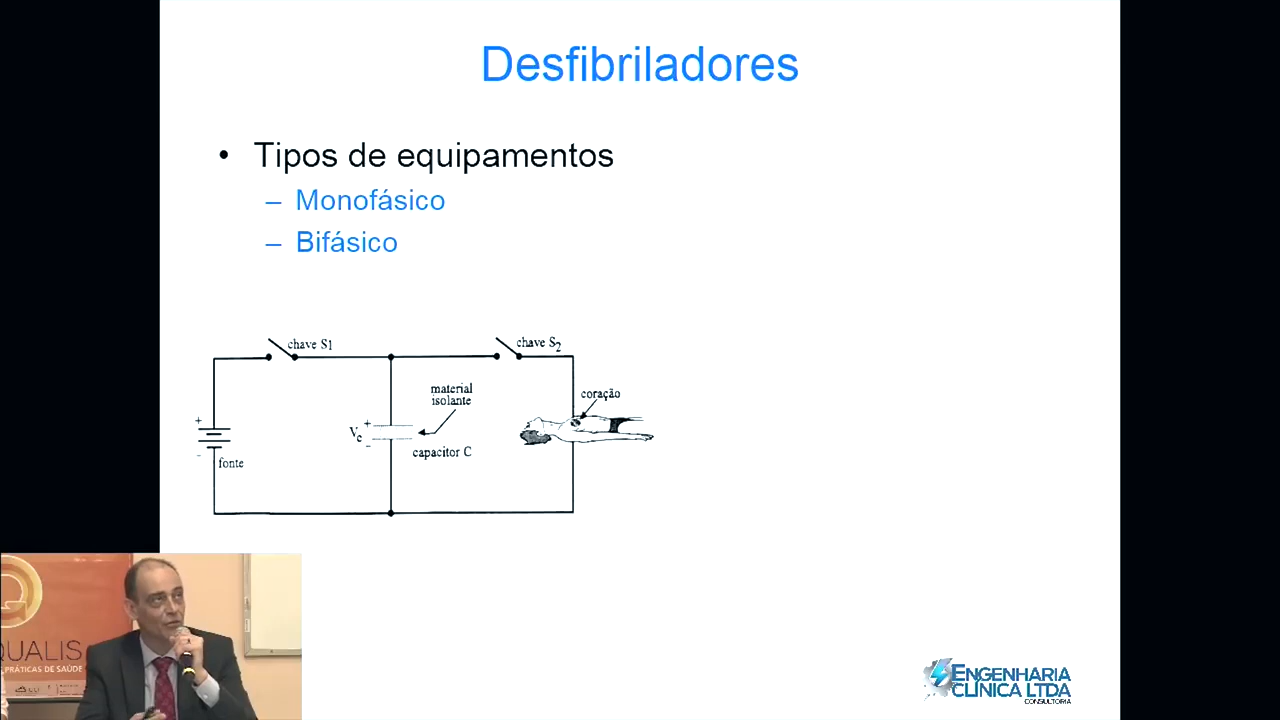 Desfibriladores
• Tipos de equipamentos
– Monofásico
– Bifásico
chave S1
chave S2
material
isolante
coração
+
Vc
+
-
capacitor C
+
-
fonte
QUALIS
PRÁTICAS DE SAÚDE
ENGENHARIA
CLÍNICA LTDA
CONSULTORIA